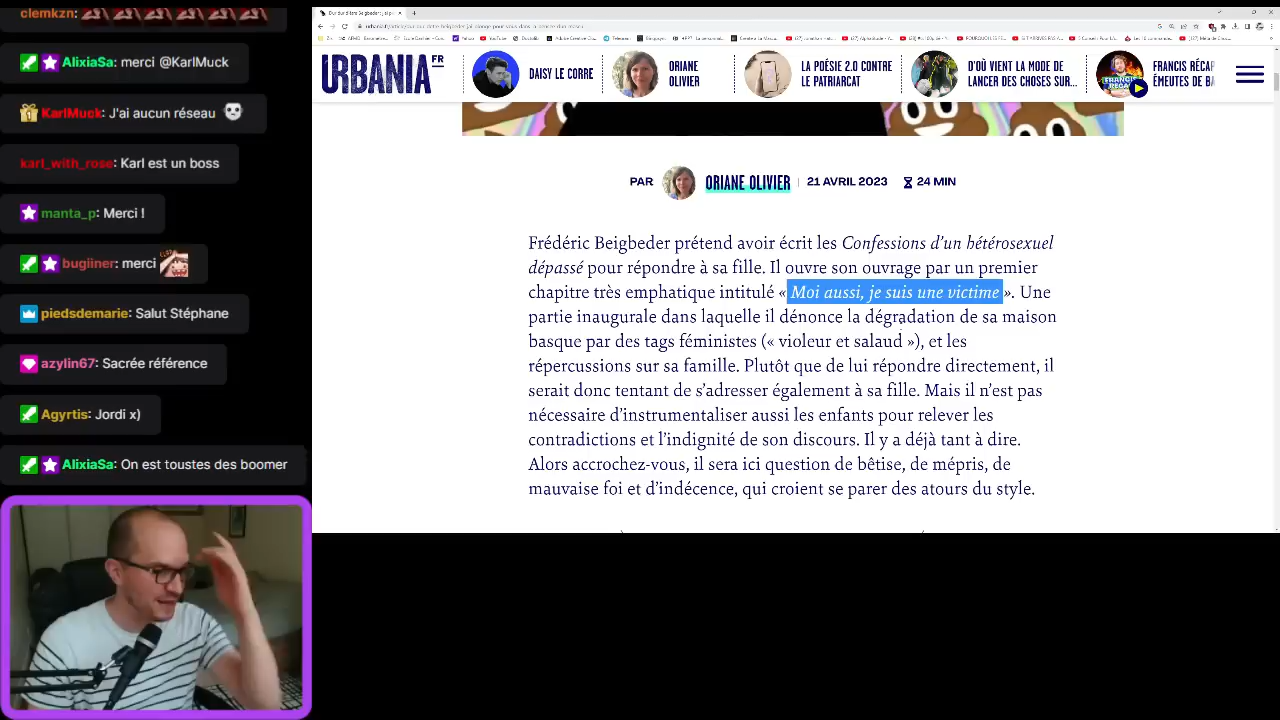 clemkzn:
AlixiaSa: merci @KarlMuck
KarlMuck: J'ai aucun réseau
karl_with_rose: Karl est un boss
manta_p: Merci !
bugiiner: merci
piedsdemarie: Salut Stéphane
azylin67: Sacrée référence
Agyrtis: Jordi x)
AlixiaSa: On est toustes des boomer
URBANIA FR
DAISY LE CORRE
ORIANE
OLIVIER
LA POÉSIE 2.0 CONTRE
LE PATRIARCAT
D'OÙ VIENT LA MODE DE
LANCER DES CHOSES SUR...
FRANCIS RÉCAP
ÉMEUTES DE
PAR ORIANE OLIVIER 21 AVRIL 2023 24 MIN
Frédéric Beigbeder prétend avoir écrit les Confessions d’un hétérosexuel
dépassé pour répondre à sa fille. Il ouvre son ouvrage par un premier
chapitre très emphatique intitulé « Moi aussi, je suis une victime ». Une
partie inaugurale dans laquelle il dénonce la dégradation de sa maison
basque par des tags féministes (« violeur et salaud »), et les
répercussions sur sa famille. Plutôt que de lui répondre directement, il
serait donc tentant de s’adresser également à sa fille. Mais il n’est pas
nécessaire d’instrumentaliser aussi les enfants pour relever les
contradictions et l’indignité de son discours. Il y a déjà tant à dire.
Alors accrochez-vous, il sera ici question de bêtise, de mépris, de
mauvaise foi et d’indécence, qui croient se parer des atours du style.